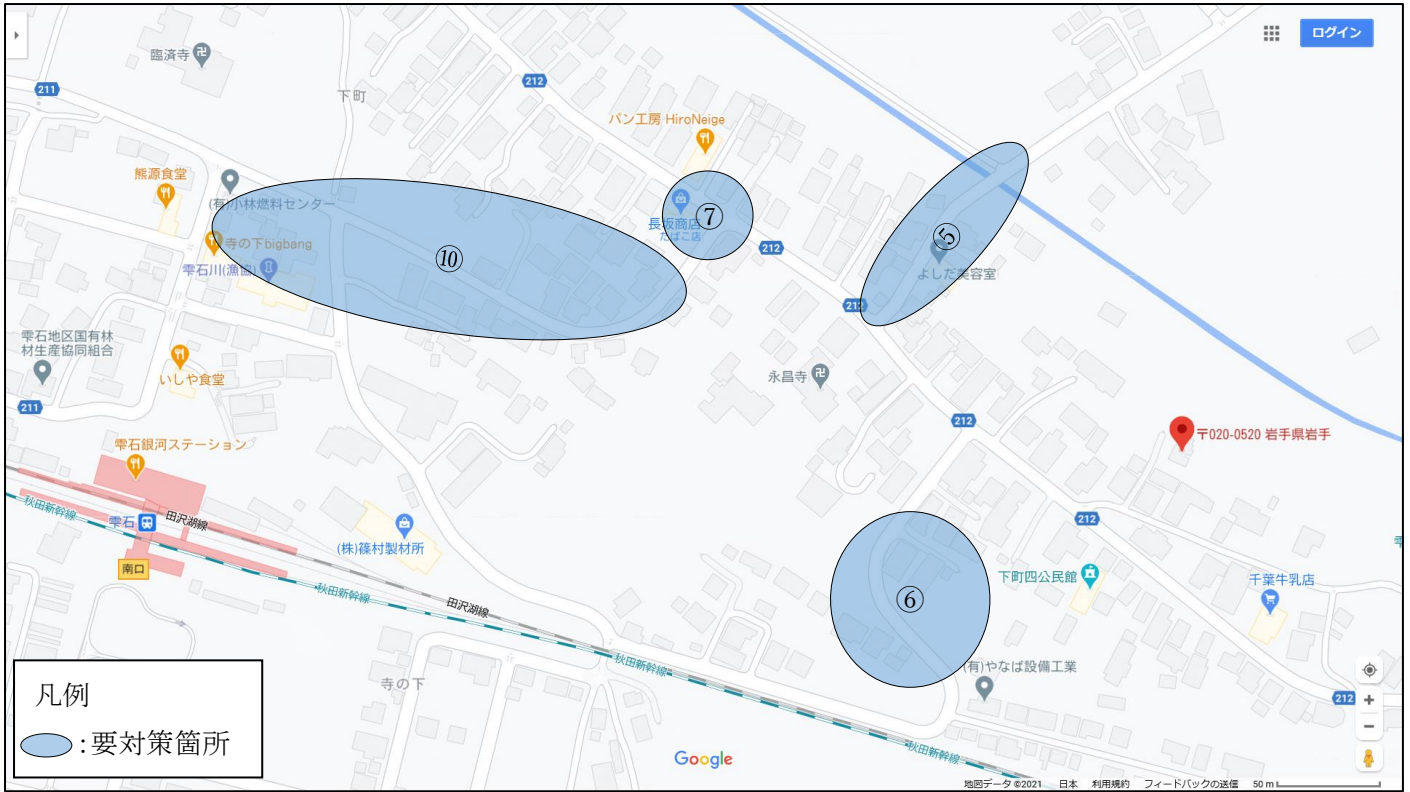 ログイン
臨済寺
211
下町
212
パン工房 HiroNeige
熊源食堂
(有)小林燃料センター
長坂商店
たばこ店
⑦
212
⑤
よしだ美容室
寺の下bigbang
雫石川(漁協)
⑩
212
雫石地区国有林
材生産協同組合
いしや食堂
永昌寺
211
212
〒020-0520 岩手県岩手
雫石銀河ステーション
秋田新幹線
雫石
田沢湖線
(株)篠村製材所
212
南口
秋田新幹線
田沢湖線
下町四公民館
千葉牛乳店
⑥
秋田新幹線
(有)やなば設備工業
寺の下
212
凡例
:要対策箇所
Google
秋田新幹線
地図データ ©2021 日本 利用規約 フィードバックの送信 50 m